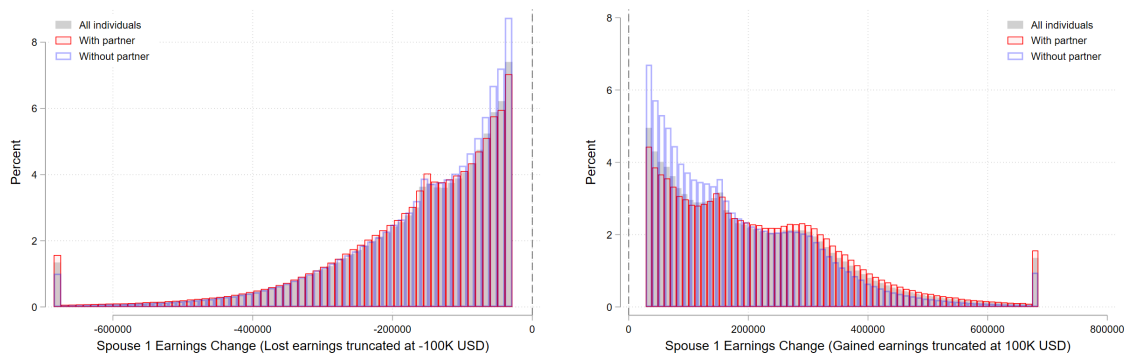 All individuals
With partner
Without partner
Percent
8
6
4
2
0
-600000
-400000
-200000
0
Spouse 1 Earnings Change (Lost earnings truncated at -100K USD)
All individuals
With partner
Without partner
Percent
8
6
4
2
0
0
200000
400000
600000
800000
Spouse 1 Earnings Change (Gained earnings truncated at 100K USD)